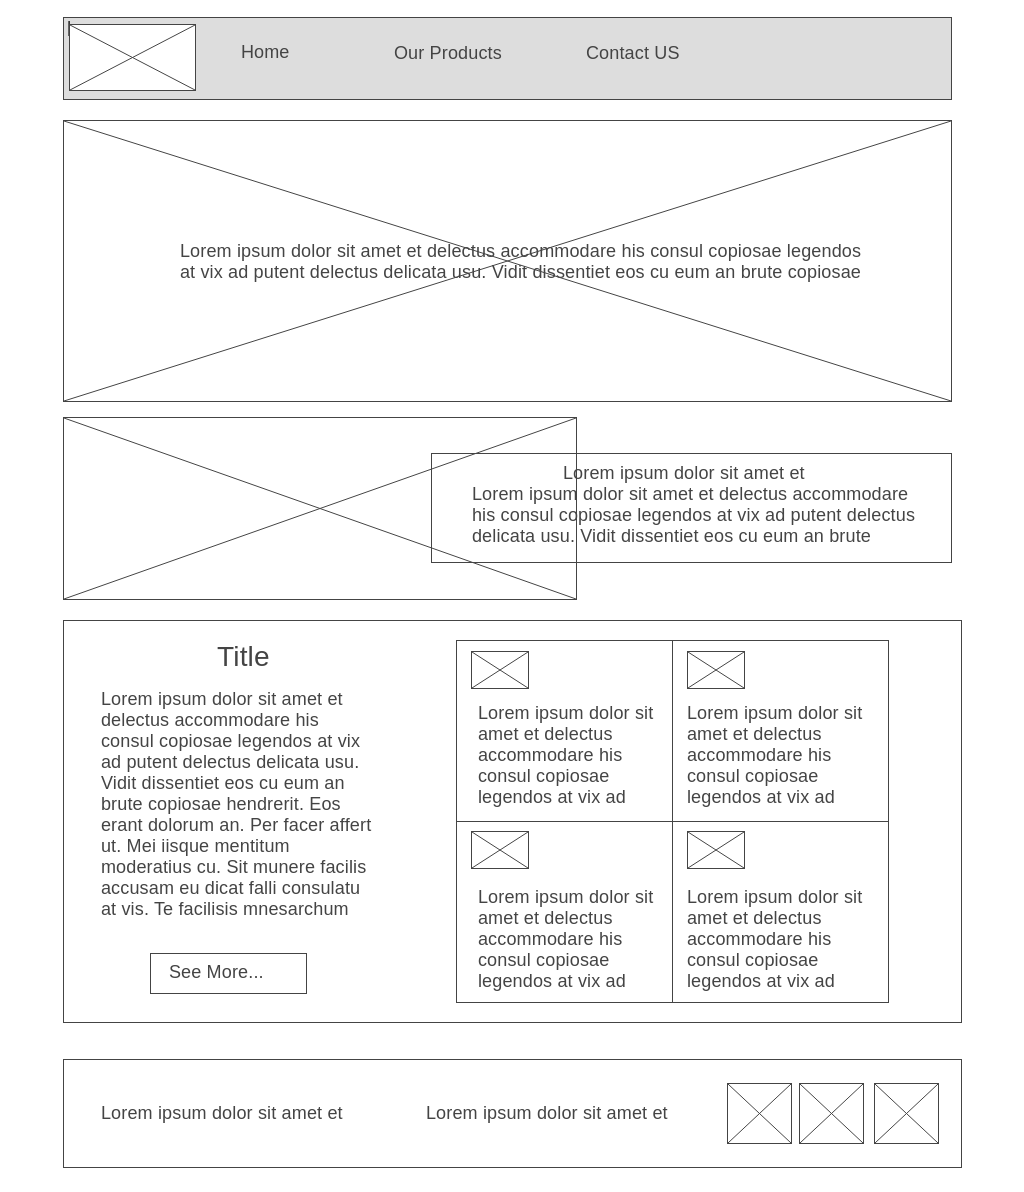 Home
Our Products
Contact US
Lorem ipsum dolor sit amet et delectus accommodare his consul copiosae legendos
at vix ad putent delectus delicata usu. Vidit dissentiet eos cu eum an brute copiosae
Lorem ipsum dolor sit amet et
Lorem ipsum dolor sit amet et delectus accommodare
his consul copiosae legendos at vix ad putent delectus
delicata usu. Vidit dissentiet eos cu eum an brute
Title
Lorem ipsum dolor sit amet et
delectus accommodare his
consul copiosae legendos at vix
ad putent delectus delicata usu.
Vidit dissentiet eos cu eum an
brute copiosae hendrerit. Eos
erant dolorum an. Per facer affert
ut. Mei iisque mentitum
moderatius cu. Sit munere facilis
accusam eu dicat falli consulatu
at vis. Te facilisis mnesarchum
See More...
Lorem ipsum dolor sit
amet et delectus
accommodare his
consul copiosae
legendos at vix ad
Lorem ipsum dolor sit
amet et delectus
accommodare his
consul copiosae
legendos at vix ad
Lorem ipsum dolor sit
amet et delectus
accommodare his
consul copiosae
legendos at vix ad
Lorem ipsum dolor sit
amet et delectus
accommodare his
consul copiosae
legendos at vix ad
Lorem ipsum dolor sit amet et
Lorem ipsum dolor sit amet et